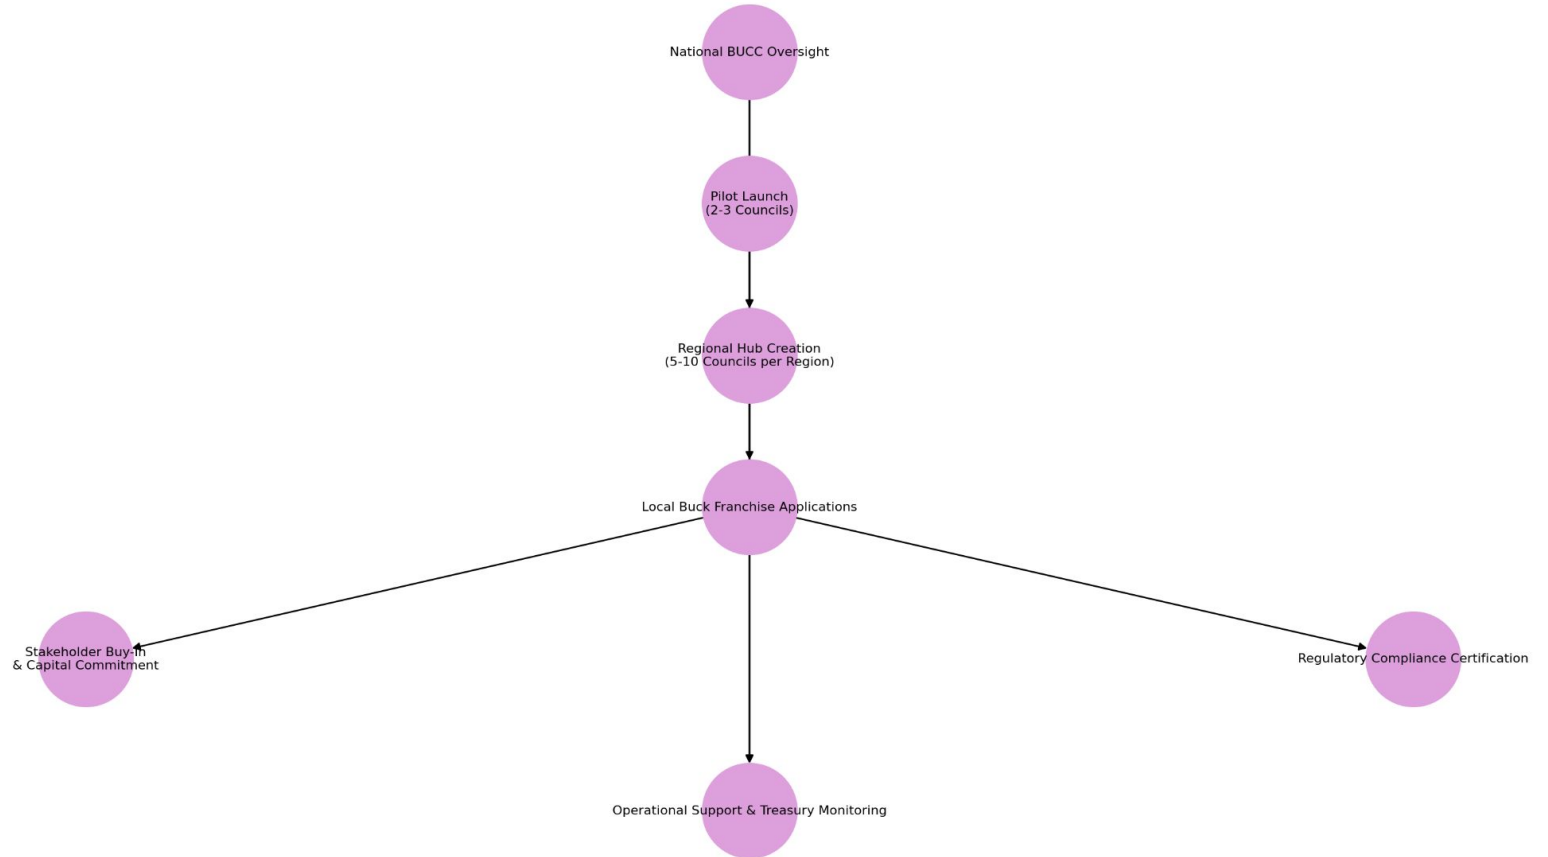 National BUCC Oversight
Pilot Launch
(2-3 Councils)
Regional Hub Creation
(5-10 Councils per Region)
Local Buck Franchise Applications
Stakeholder Buy-In
& Capital Commitment
Regulatory Compliance Certification
Operational Support & Treasury Monitoring